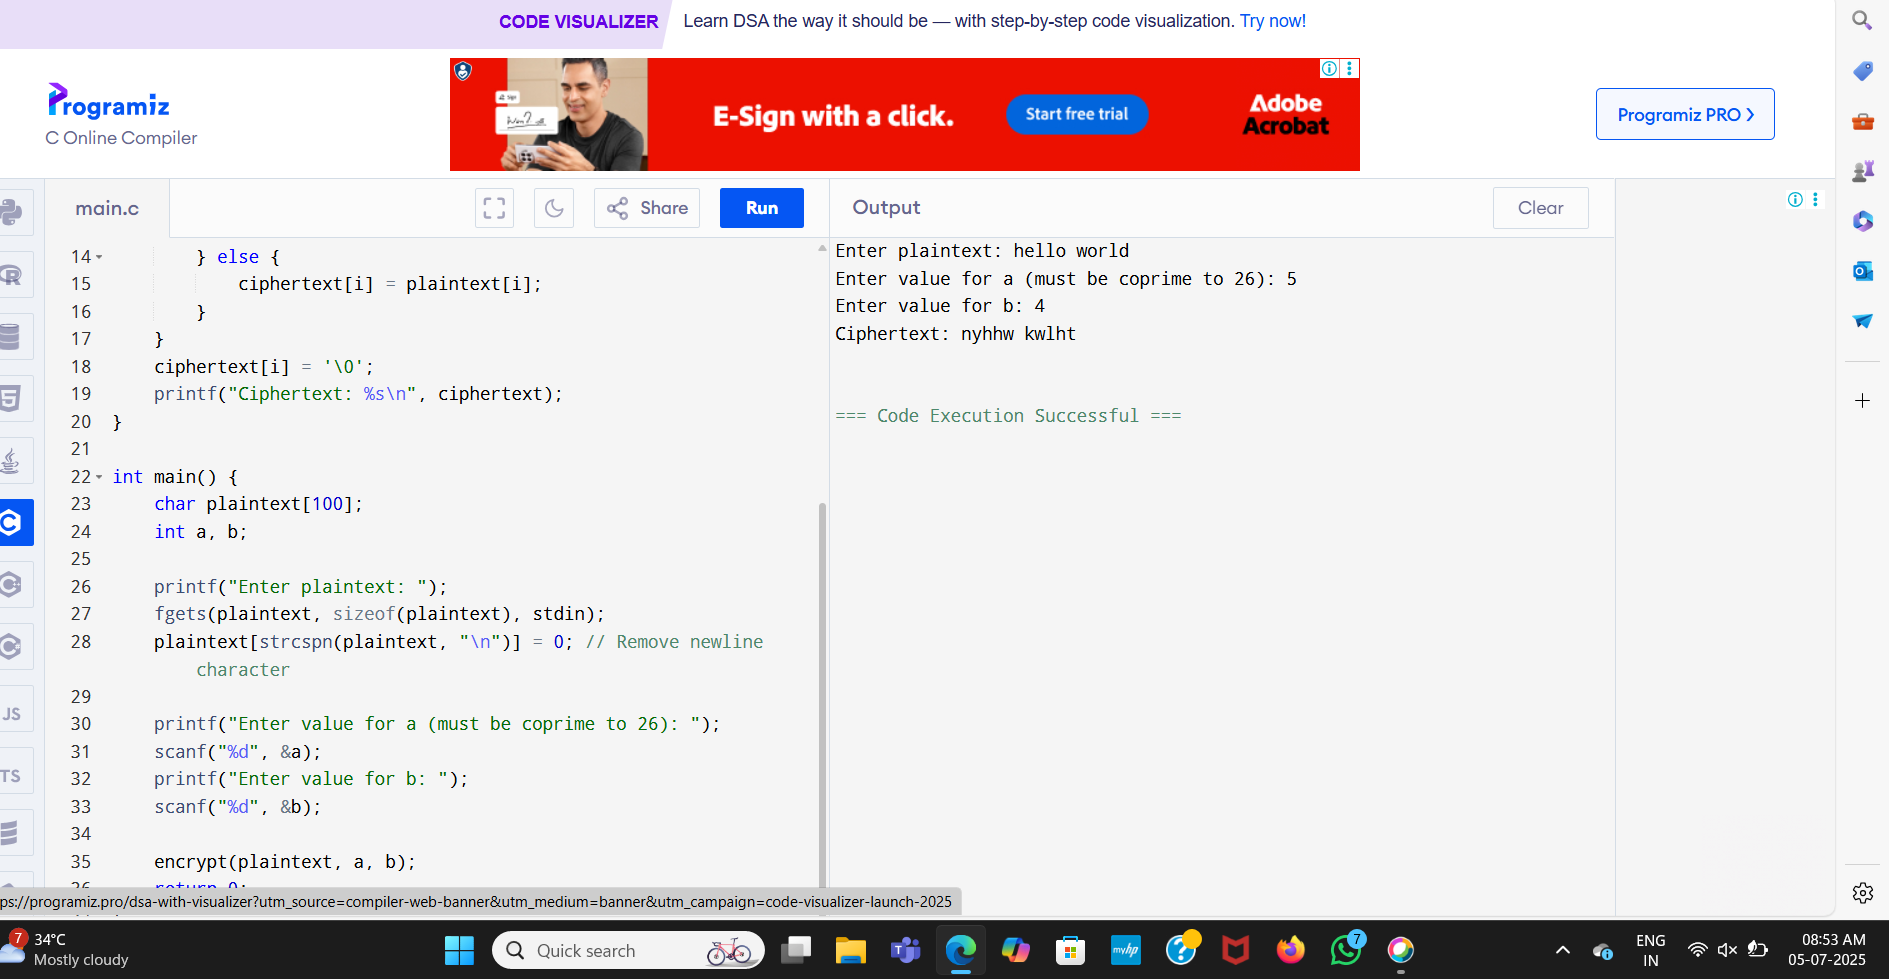 CODE VISUALIZER
Learn DSA the way it should be — with step-by-step code visualization. Try now!
Programiz
C Online Compiler
Sign
E-Sign with a click.
Start free trial
Adobe
Acrobat
Programiz PRO ❯
main.c
Share
Run
Output
Clear
14 } else {
15 ciphertext[i] = plaintext[i];
16 }
17 }
18 ciphertext[i] = '\0';
19 printf("Ciphertext: %s\n", ciphertext);
20 }
21
22 int main() {
23 char plaintext[100];
24 int a, b;
25
26 printf("Enter plaintext: ");
27 fgets(plaintext, sizeof(plaintext), stdin);
28 plaintext[strcspn(plaintext, "\n")] = 0; // Remove newline
character
29
30 printf("Enter value for a (must be coprime to 26): ");
31 scanf("%d", &a);
32 printf("Enter value for b: ");
33 scanf("%d", &b);
34
35 encrypt(plaintext, a, b);
36 return 0;
Enter plaintext: hello world
Enter value for a (must be coprime to 26): 5
Enter value for b: 4
Ciphertext: nyhhw kwlht
=== Code Execution Successful ===
JS
TS
ps://programiz.pro/dsa-with-visualizer?utm_source=compiler-web-banner&utm_medium=banner&utm_campaign=code-visualizer-launch-2025
7
34°C
Mostly cloudy
Quick search
myhp
7
ENG
IN
08:53 AM
05-07-2025